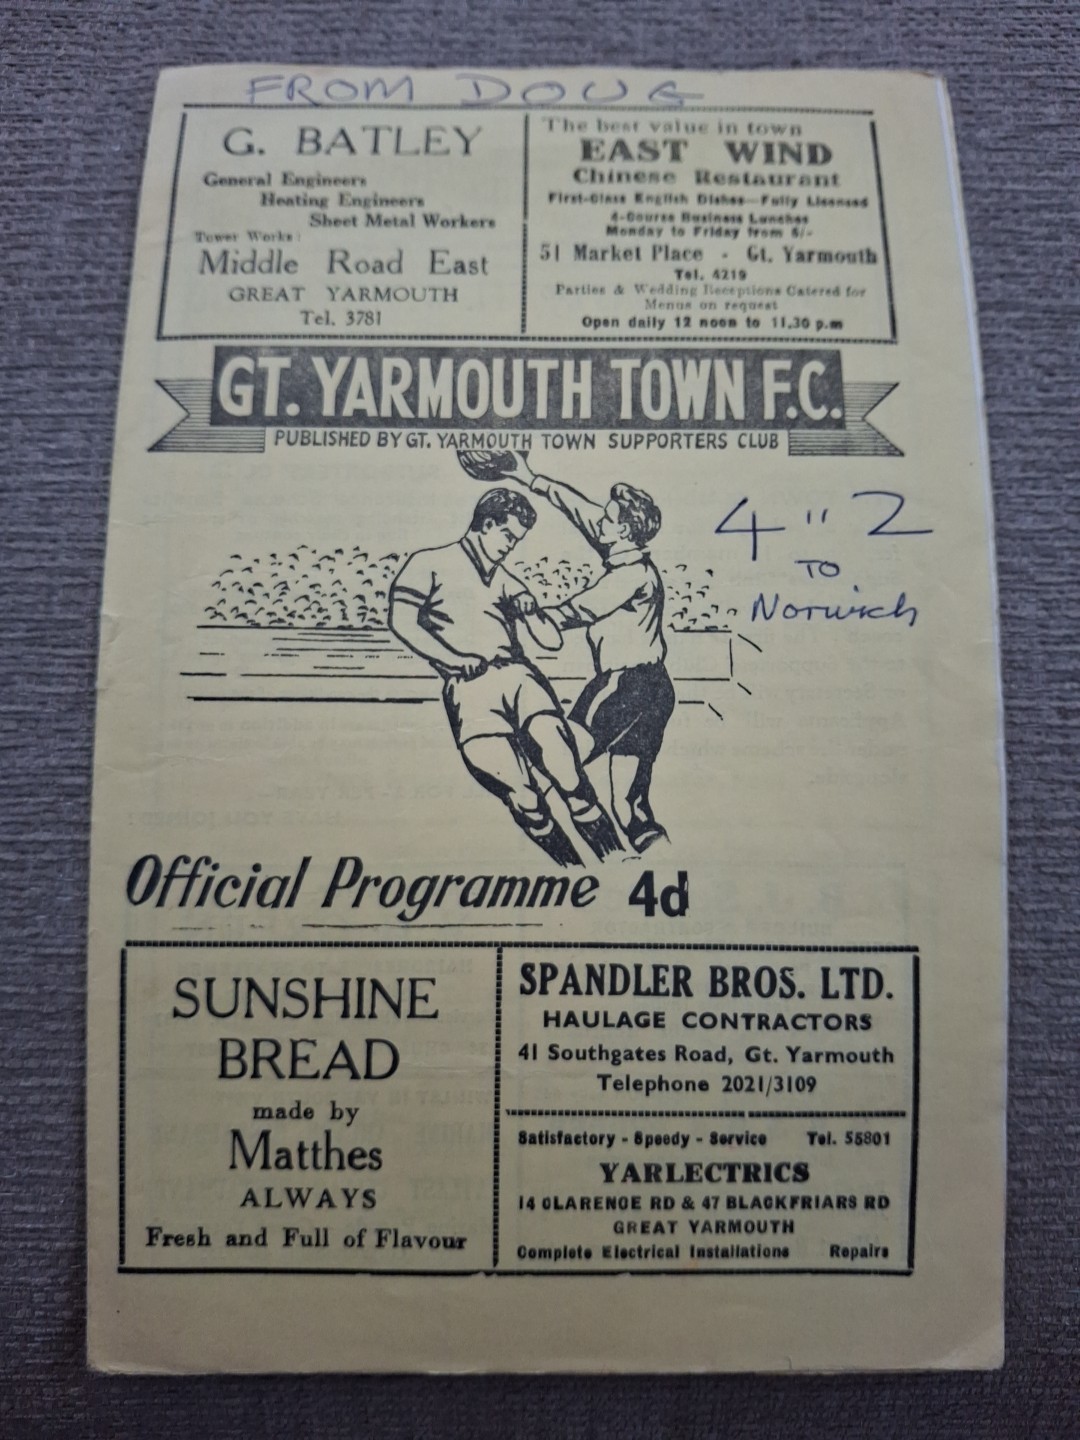 FROM DOUG
G. BATLEY
General Engineers
Heating Engineers
Sheet Metal Workers
Tower Works:
Middle Road East
GREAT YARMOUTH
Tel. 3781
The best value in town
EAST WIND
Chinese Restaurant
First-Class English Dishes—Fully Licensed
4-Course Business Lunches
Monday to Friday from 5/-
51 Market Place - Gt. Yarmouth
Tel. 4219
Parties & Wedding Receptions Catered for
Menus on request
Open daily 12 noon to 11.30 p.m
GT. YARMOUTH TOWN F.C.
PUBLISHED BY GT. YARMOUTH TOWN SUPPORTERS CLUB
4 " 2
TO
Norwich
Official Programme 4d
SUNSHINE
BREAD
made by
Matthes
ALWAYS
Fresh and Full of Flavour
SPANDLER BROS. LTD.
HAULAGE CONTRACTORS
41 Southgates Road, Gt. Yarmouth
Telephone 2021/3109
Satisfactory - Speedy - Service Tel. 55801
YARLECTRICS
14 CLARENCE RD & 47 BLACKFRIARS RD
GREAT YARMOUTH
Complete Electrical Installations Repairs